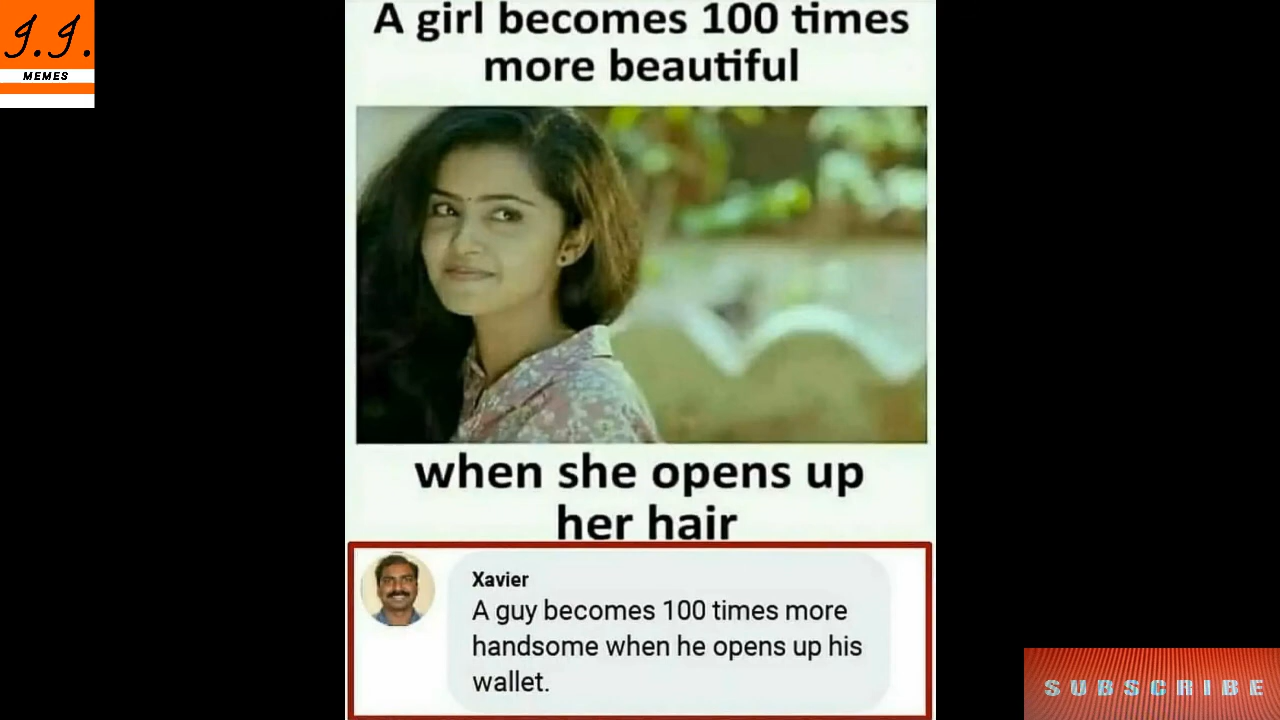 J.J.
MEMES
A girl becomes 100 times
more beautiful
when she opens up
her hair
Xavier
A guy becomes 100 times more
handsome when he opens up his
wallet.
SUBSCRIBE